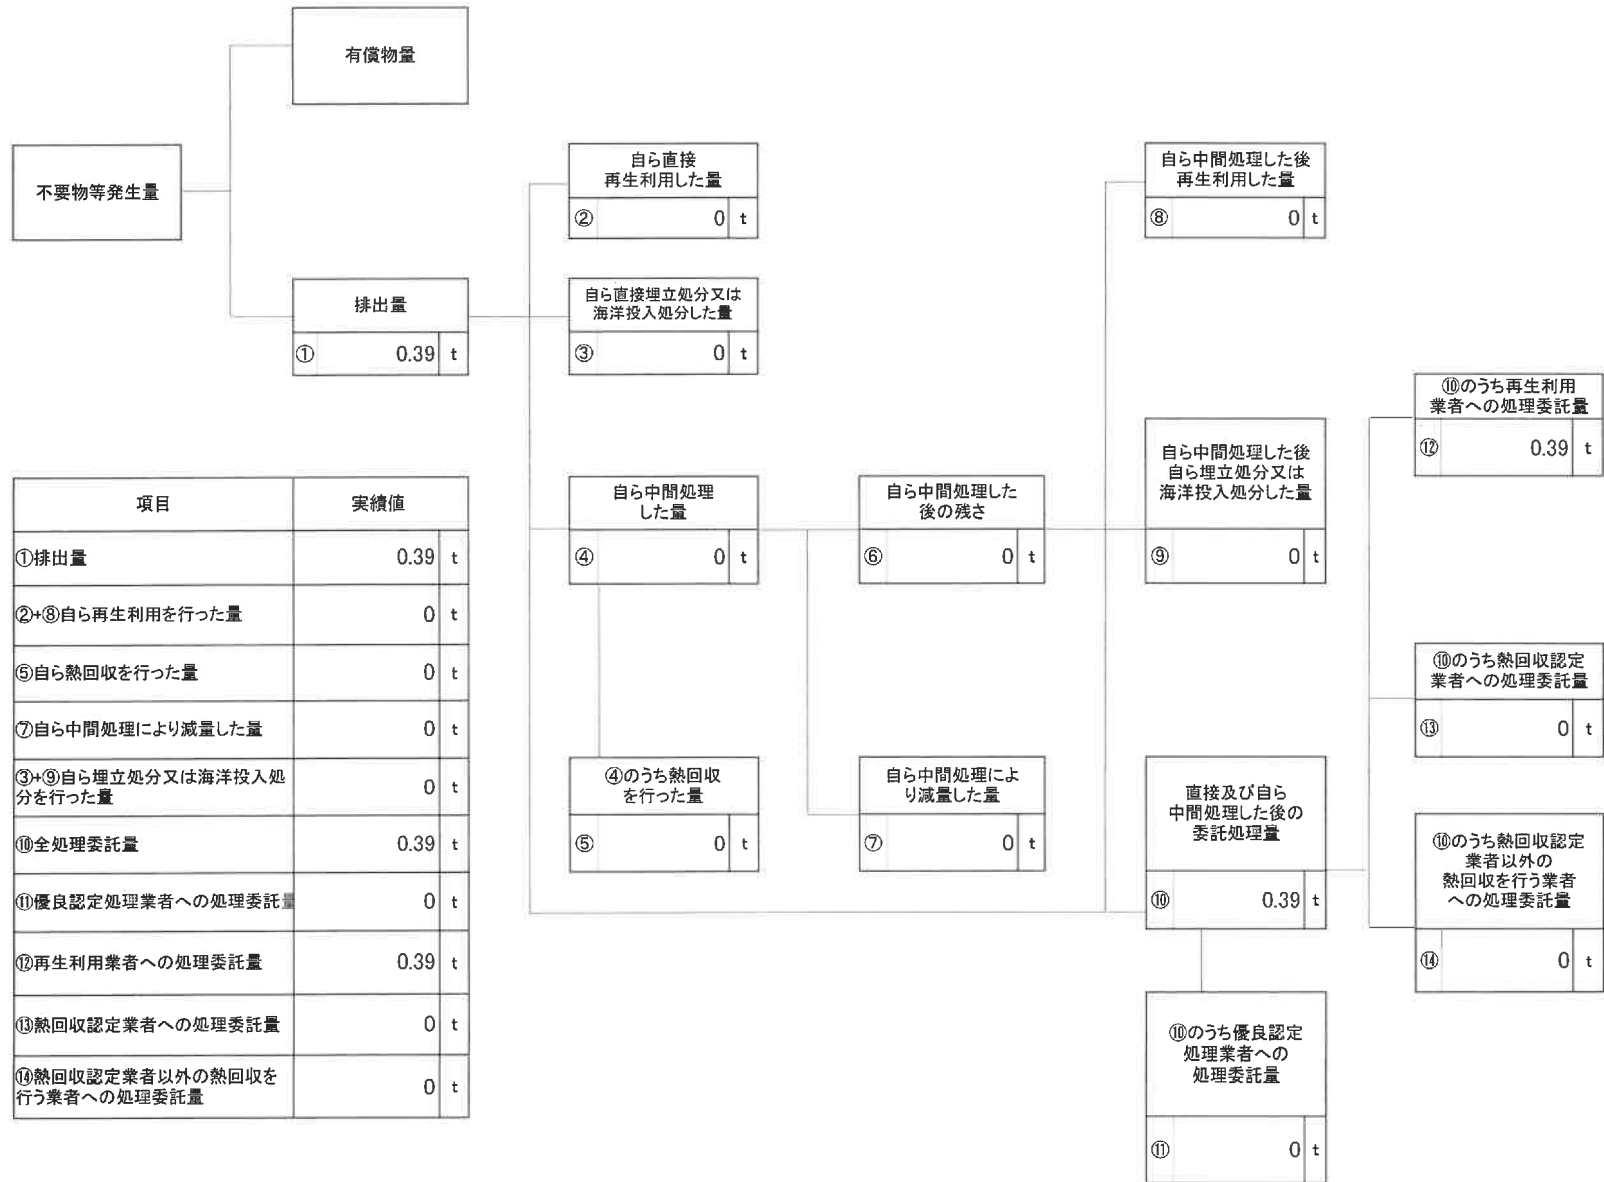 有償物量
不要物等発生量
排出量
① 0.39 t
自ら直接
再生利用した量
② 0 t
自ら直接埋立処分又は
海洋投入処分した量
③ 0 t
自ら中間処理
した量
④ 0 t
④のうち熱回収
を行った量
⑤ 0 t
自ら中間処理した
後の残さ
⑥ 0 t
自ら中間処理によ
り減量した量
⑦ 0 t
自ら中間処理した後
再生利用した量
⑧ 0 t
自ら中間処理した後
自ら埋立処分又は
海洋投入処分した量
⑨ 0 t
直接及び自ら
中間処理した後の
委託処理量
⑩ 0.39 t
⑩のうち優良認定
処理業者への
処理委託量
⑪ 0 t
⑩のうち再生利用
業者への処理委託量
⑫ 0.39 t
⑩のうち熱回収認定
業者への処理委託量
⑬ 0 t
⑩のうち熱回収認定
業者以外の
熱回収を行う業者
への処理委託量
⑭ 0 t
項目 実績値
①排出量 0.39 t
②+⑧自ら再生利用を行った量 0 t
⑤自ら熱回収を行った量 0 t
⑦自ら中間処理により減量した量 0 t
③+⑨自ら埋立処分又は海洋投入処
分を行った量 0 t
⑩全処理委託量 0.39 t
⑪優良認定処理業者への処理委託量 0 t
⑫再生利用業者への処理委託量 0.39 t
⑬熱回収認定業者への処理委託量 0 t
⑭熱回収認定業者以外の熱回収を
行う業者への処理委託量 0 t